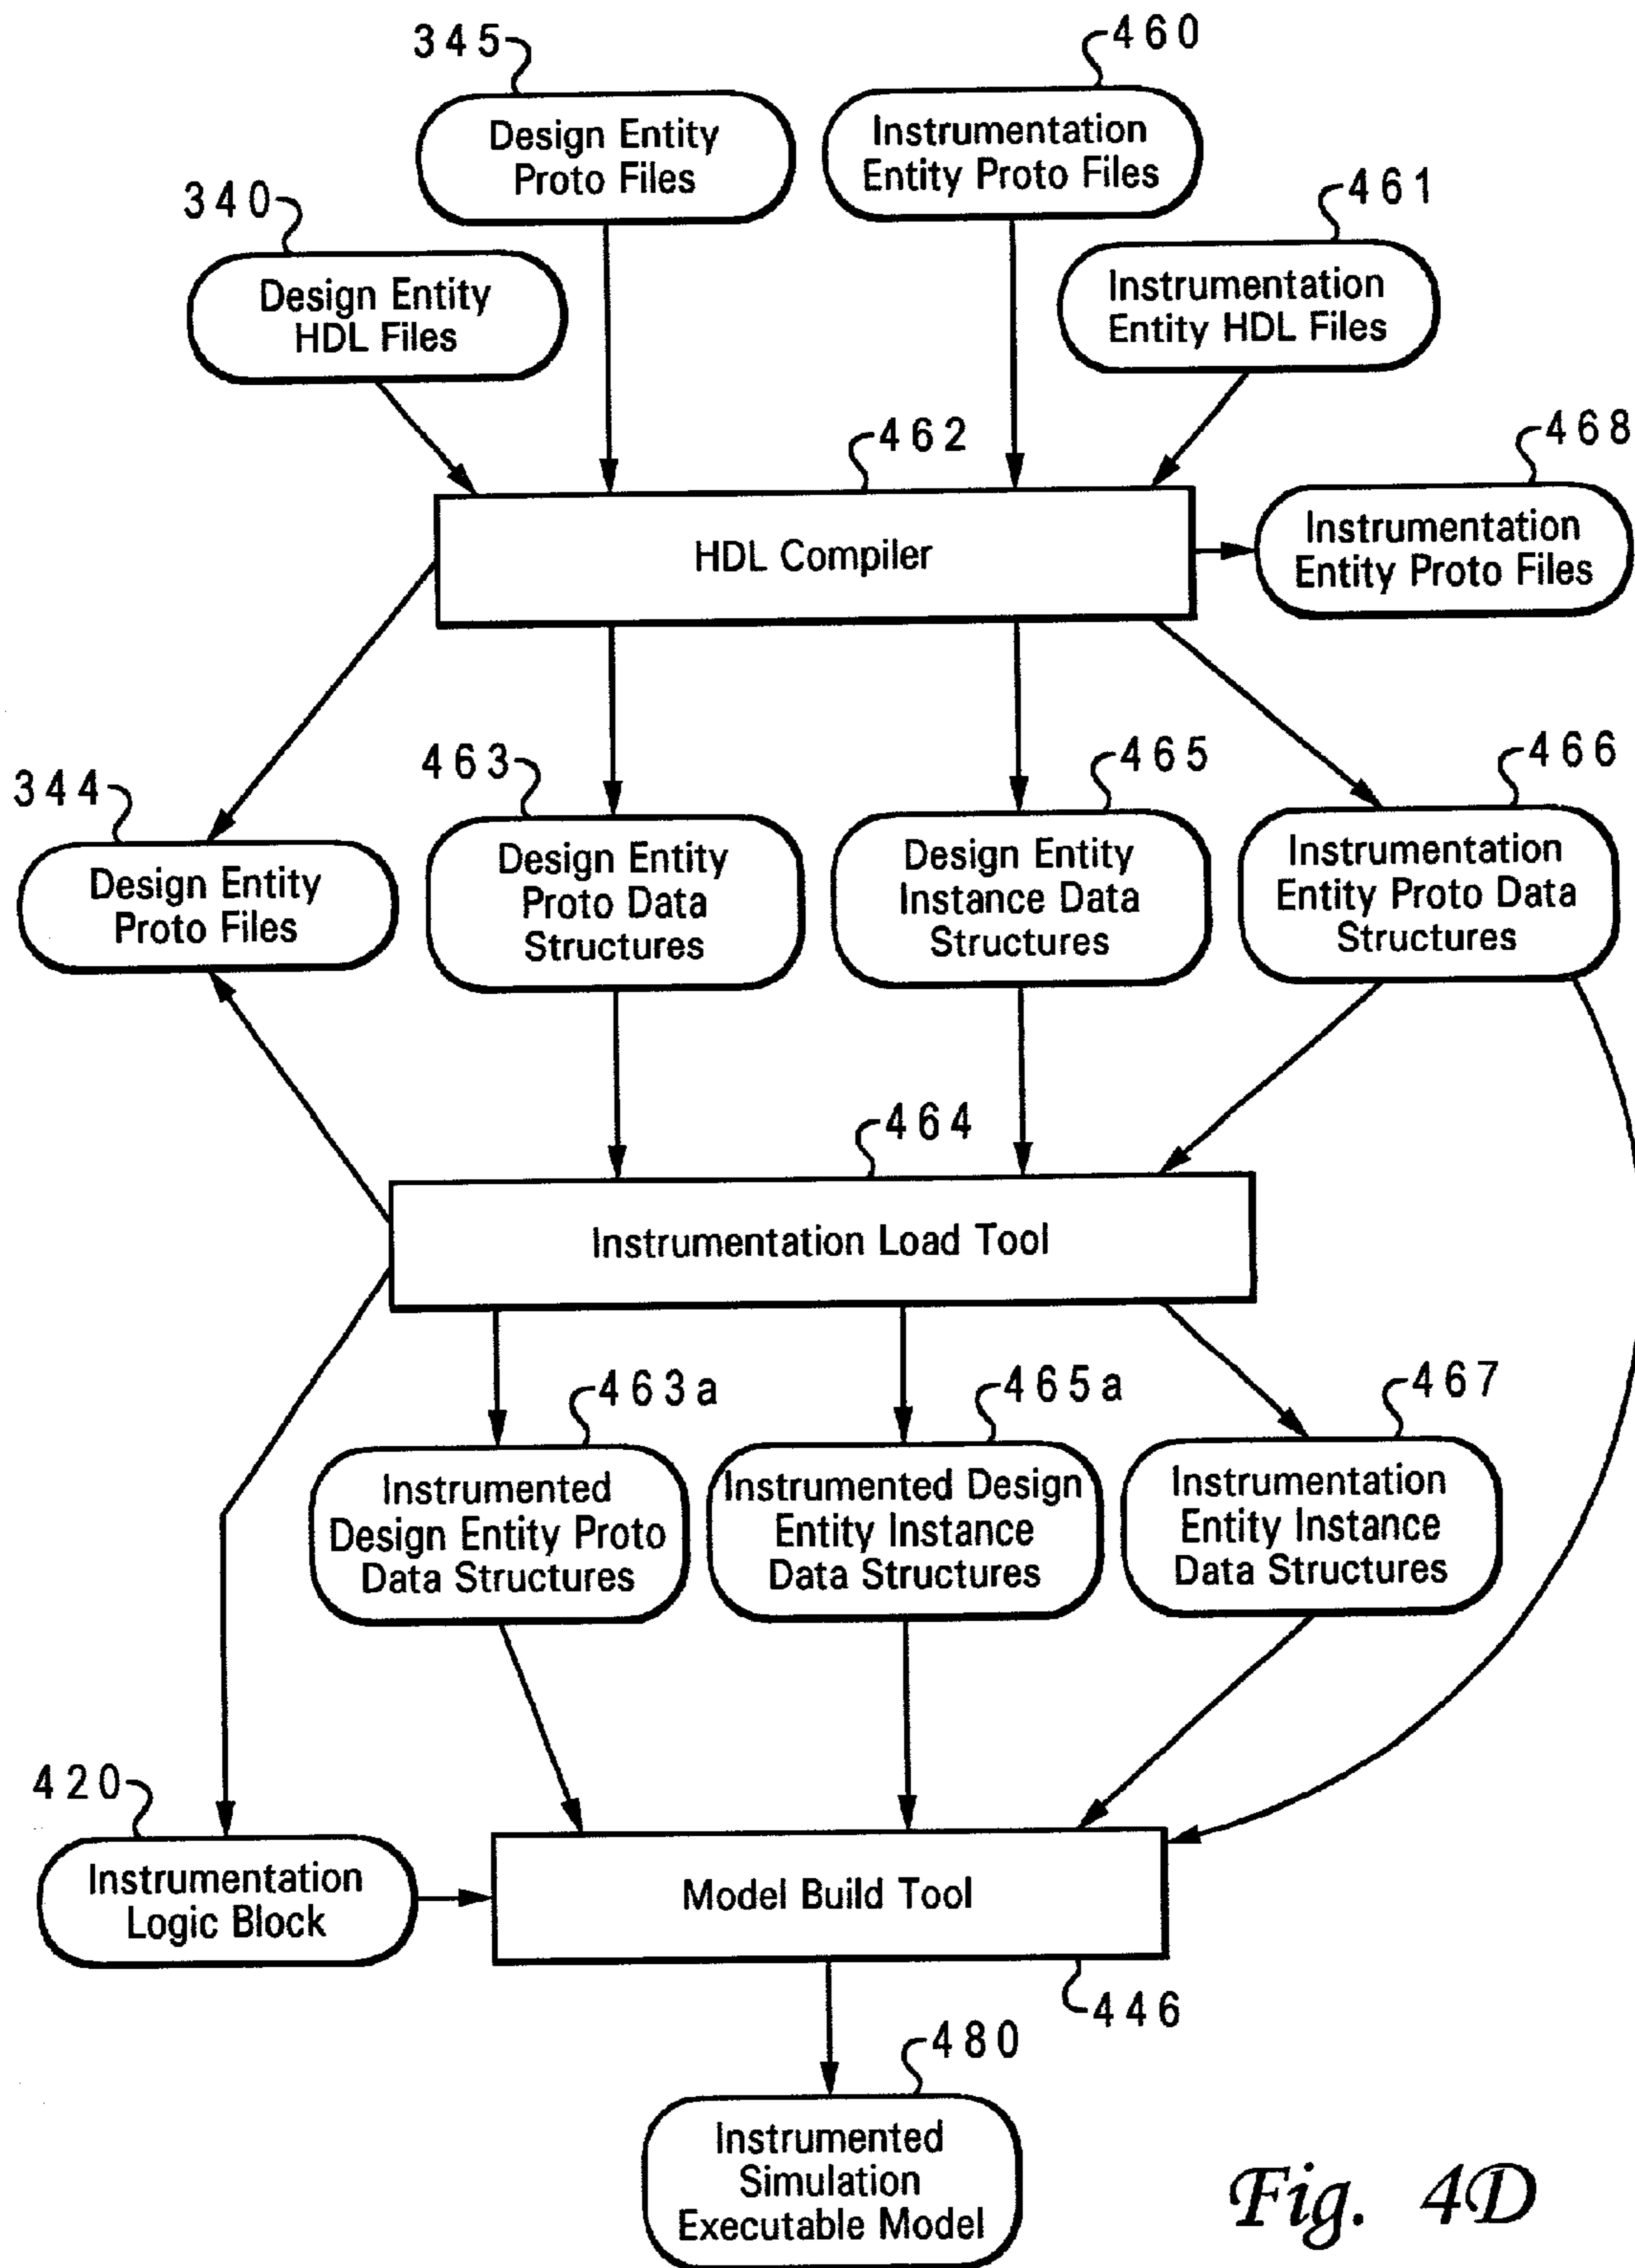 345
460
Design Entity
Proto Files
Instrumentation
Entity Proto Files
340
461
Design Entity
HDL Files
Instrumentation
Entity HDL Files
462
468
HDL Compiler
Instrumentation
Entity Proto Files
344
463
465
466
Design Entity
Proto Files
Design Entity
Proto Data
Structures
Design Entity
Instance Data
Structures
Instrumentation
Entity Proto Data
Structures
464
Instrumentation Load Tool
463a
465a
467
Instrumented
Design Entity Proto
Data Structures
Instrumented Design
Entity Instance
Data Structures
Instrumentation
Entity Instance
Data Structures
420
Instrumentation
Logic Block
Model Build Tool
446
480
Instrumented
Simulation
Executable Model
Fig. 4D